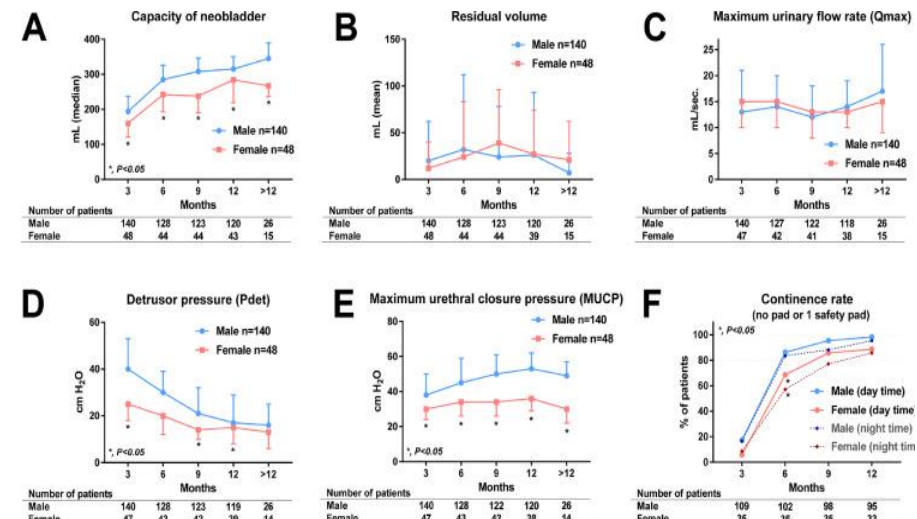 A
Capacity of neobladder
mL (median)
400
300
200
100
0
Male n=140
Female n=48
*, P<0.05
* * * * *
3 6 9 12 >12
Months
Number of patients
Male 140 128 123 120 26
Female 48 44 44 43 15
B
Residual volume
mL (mean)
150
100
50
0
Male n=140
Female n=48
3 6 9 12 >12
Months
Number of patients
Male 140 128 123 120 26
Female 48 44 44 39 15
C
Maximum urinary flow rate (Qmax)
mL/sec.
25
20
15
10
5
0
Male n=140
Female n=48
3 6 9 12 >12
Months
Number of patients
Male 140 127 122 118 26
Female 47 42 41 38 15
D
Detrusor pressure (Pdet)
cm H₂O
60
40
20
0
Male n=140
Female n=48
* * *
*, P<0.05
3 6 9 12 >12
Months
Number of patients
Male 140 128 123 119 26
Female
E
Maximum urethral closure pressure (MUCP)
cm H₂O
80
60
40
20
0
Male n=140
Female n=48
* * * * *
*, P<0.05
3 6 9 12 >12
Months
Number of patients
Male 140 128 122 120 26
Female
F
Continence rate
(no pad or 1 safety pad)
% of patients
100
80
60
40
20
0
*, P<0.05
*
*
Male (day time)
Female (day time)
Male (night time)
Female (night tim
3 6 9 12
Months
Number of patients
Male 109 102 98 95
Female